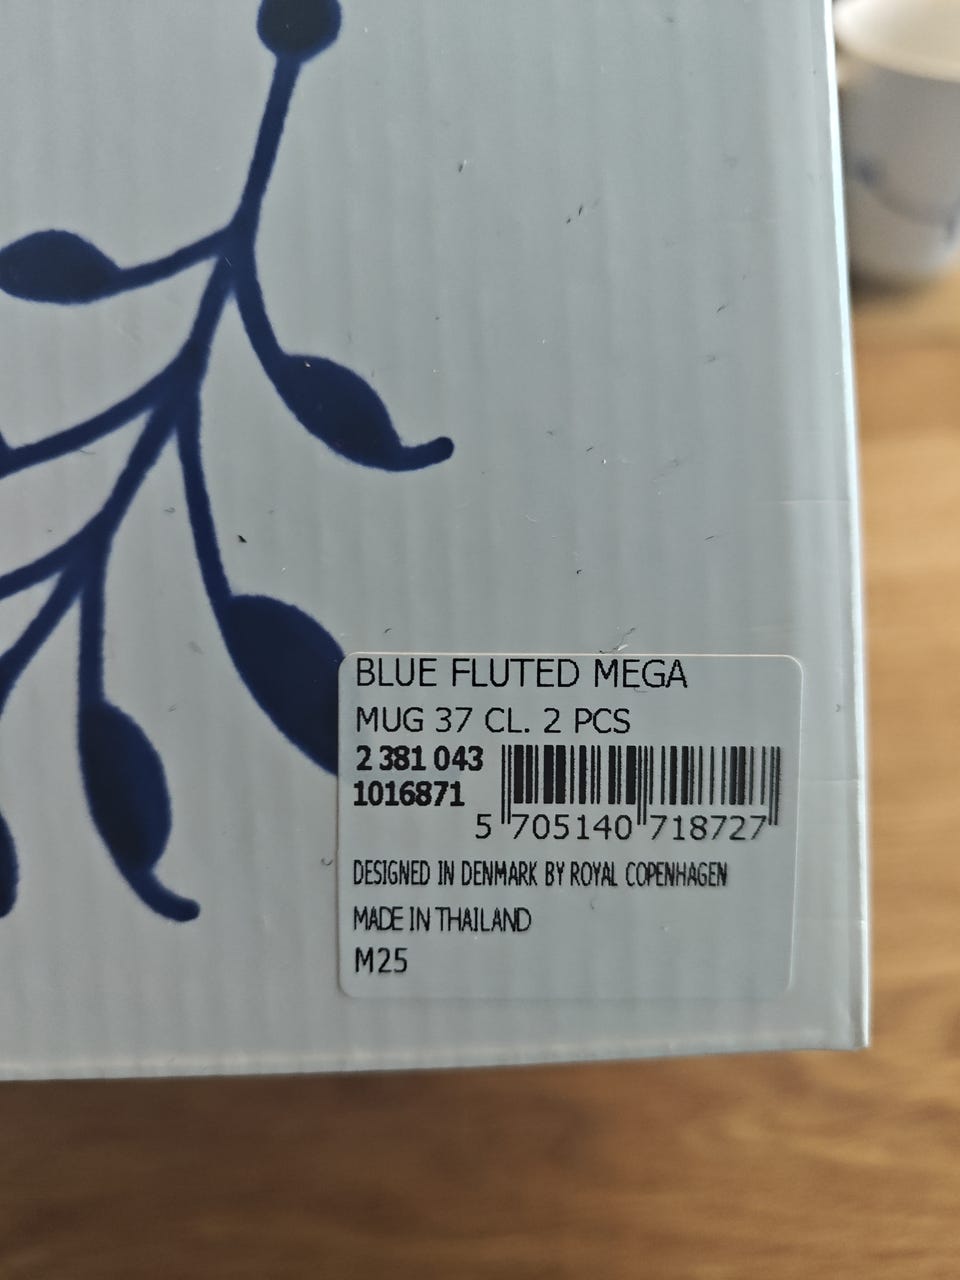 BLUE FLUTED MEGA
MUG 37 CL. 2 PCS
2 381 043
1016871
5 705140 718727
DESIGNED IN DENMARK BY ROYAL COPENHAGEN
MADE IN THAILAND
M25